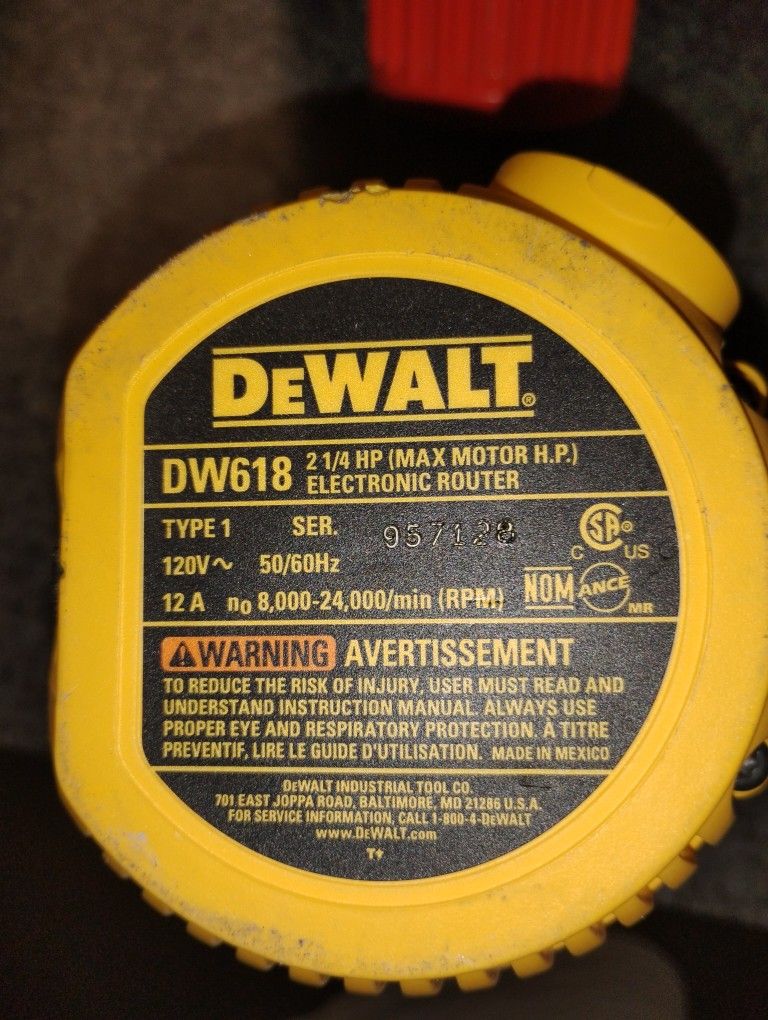 DEWALT®
DW618 2 1/4 HP (MAX MOTOR H.P.)
ELECTRONIC ROUTER
TYPE 1 SER. 957128
120V~ 50/60Hz
12 A no 8,000-24,000/min (RPM)
C SA® US
NOM ANCE MR
WARNING AVERTISSEMENT
TO REDUCE THE RISK OF INJURY, USER MUST READ AND
UNDERSTAND INSTRUCTION MANUAL. ALWAYS USE
PROPER EYE AND RESPIRATORY PROTECTION. À TITRE
PREVENTIF, LIRE LE GUIDE D'UTILISATION. MADE IN MEXICO
DEWALT INDUSTRIAL TOOL CO.
701 EAST JOPPA ROAD, BALTIMORE, MD 21286 U.S.A.
FOR SERVICE INFORMATION, CALL 1-800-4-DEWALT
www.DEWALT.com